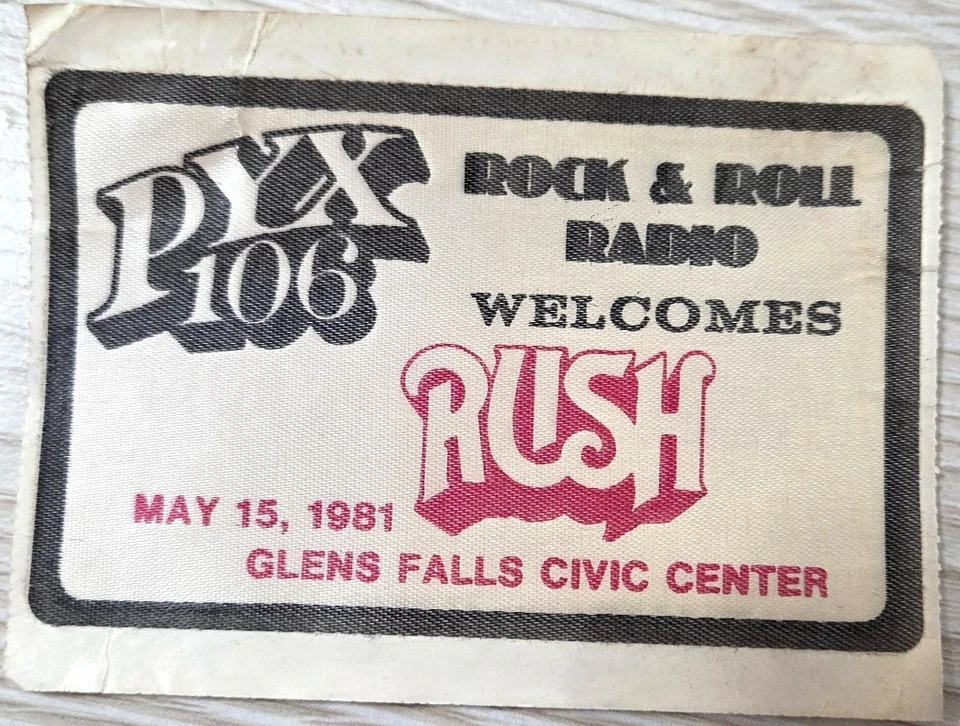 PYX
106
ROCK & ROLL
RADIO
WELCOMES
RUSH
MAY 15, 1981
GLENS FALLS CIVIC CENTER